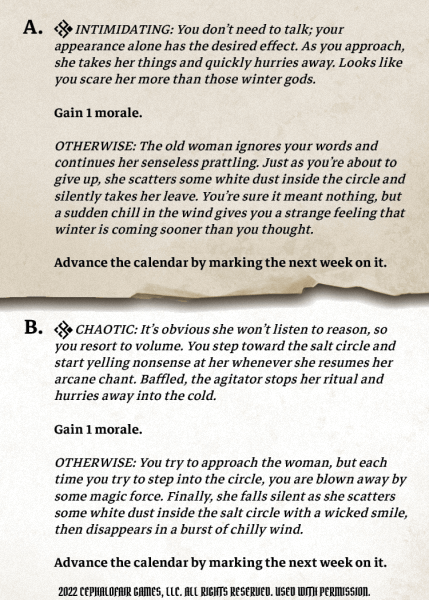 A. INTIMIDATING: You don't need to talk; your
appearance alone has the desired effect. As you approach,
she takes her things and quickly hurries away. Looks like
you scare her more than those winter gods.
Gain 1 morale.
OTHERWISE: The old woman ignores your words and
continues her senseless prattling. Just as you're about to
give up, she scatters some white dust inside the circle and
silently takes her leave. You're sure it meant nothing, but
a sudden chill in the wind gives you a strange feeling that
winter is coming sooner than you thought.
Advance the calendar by marking the next week on it.
B. CHAOTIC: It's obvious she won't listen to reason, so
you resort to volume. You step toward the salt circle and
start yelling nonsense at her whenever she resumes her
arcane chant. Baffled, the agitator stops her ritual and
hurries away into the cold.
Gain 1 morale.
OTHERWISE: You try to approach the woman, but each
time you try to step into the circle, you are blown away by
some magic force. Finally, she falls silent as she scatters
some white dust inside the salt circle with a wicked smile,
then disappears in a burst of chilly wind.
Advance the calendar by marking the next week on it.
2022 CEPHALOFAIR GAMES, LLC. ALL RIGHTS RESERVED. USED WITH PERMISSION.